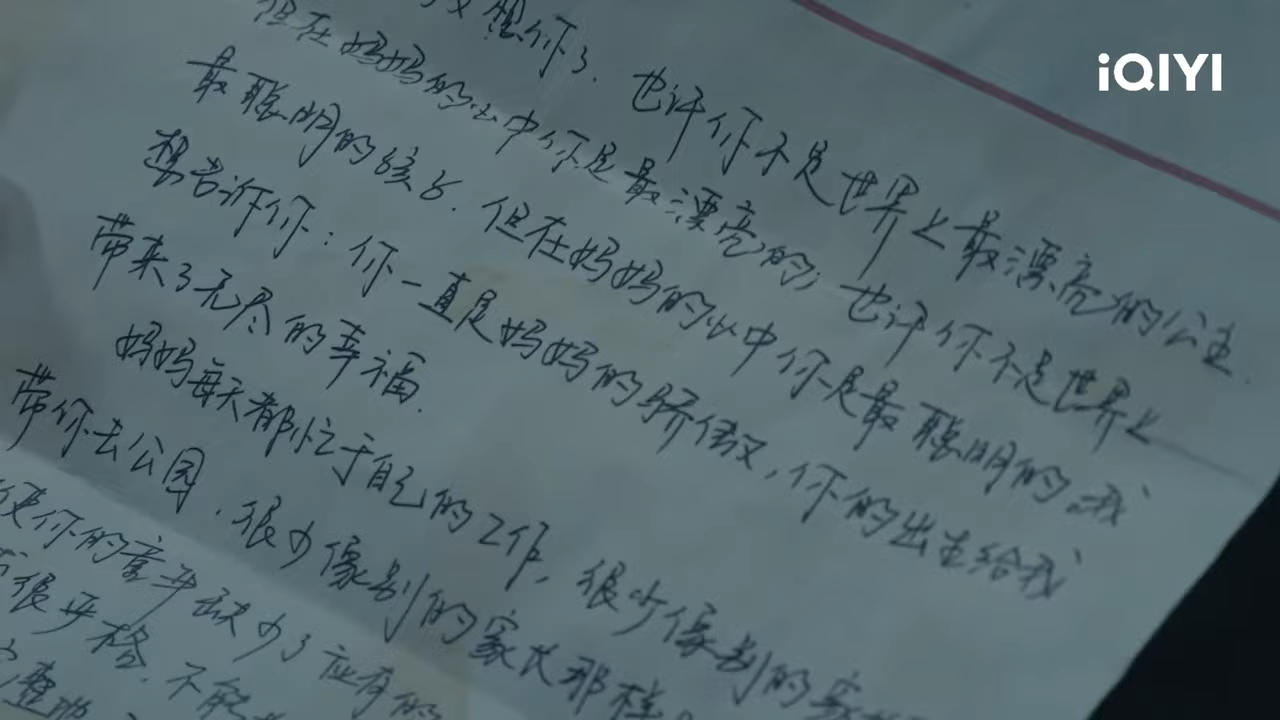 iQIYI
想你了.也许你不是世界上最漂亮的公主.
但在妈妈的心中你是最漂亮的;也许你不是世界上
最聪明的孩子.但在妈妈的心中你是最聪明的.我
想告诉你:你一直是妈妈的骄傲,你的出生给我
带来了无尽的幸福.
妈妈每天都忙于自己的工作,很少像别的家
带你去公园.很少像别的家长那样
使你的童年缺少了应有的
很严格.不能
整